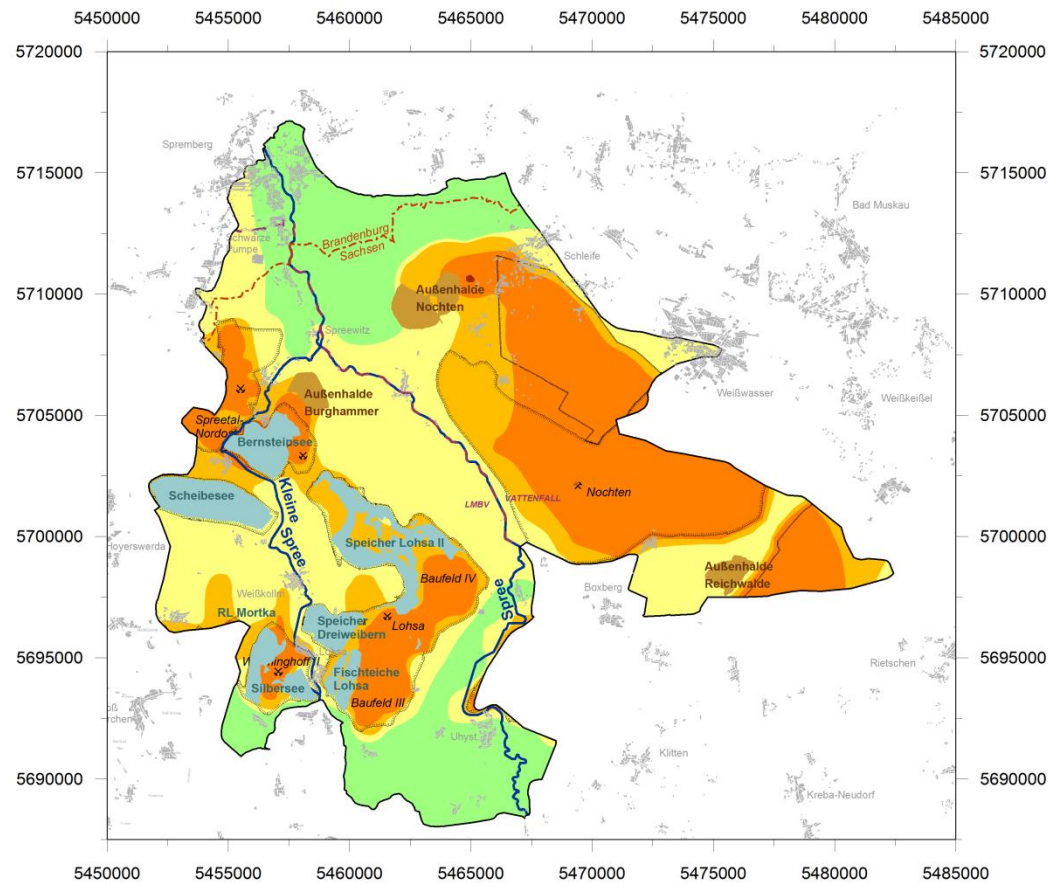 5450000 5455000 5460000 5465000 5470000 5475000 5480000 5485000
5720000 5720000
Spremberg
5715000 5715000
Bad Muskau
Schwarze
Pumpe
Brandenburg
Sachsen
Schleife
5710000 5710000
Außenhalde
Nochten
Spreewitz
Weißwasser
Weißkeißel
Außenhalde
Burghammer
5705000 5705000
Spreetal-
Bernsteinsee
Nochten
Scheibesee
Kleine Spree
LMBV VATTENFALL
5700000 5700000
Hoyerswerda
Speicher Lohsa II
Baufeld IV
Außenhalde
Reichwalde
Boxberg
Spree
Weißkollm
RL Mortka
Speicher
Dreiweibern
Lohsa
5695000 5695000
Rietschen
Fischteiche
Lohsa
Silbersee
Baufeld III
Uhyst
Klitten
5690000 5690000
Kreba-Neudorf
5450000 5455000 5460000 5465000 5470000 5475000 5480000 5485000